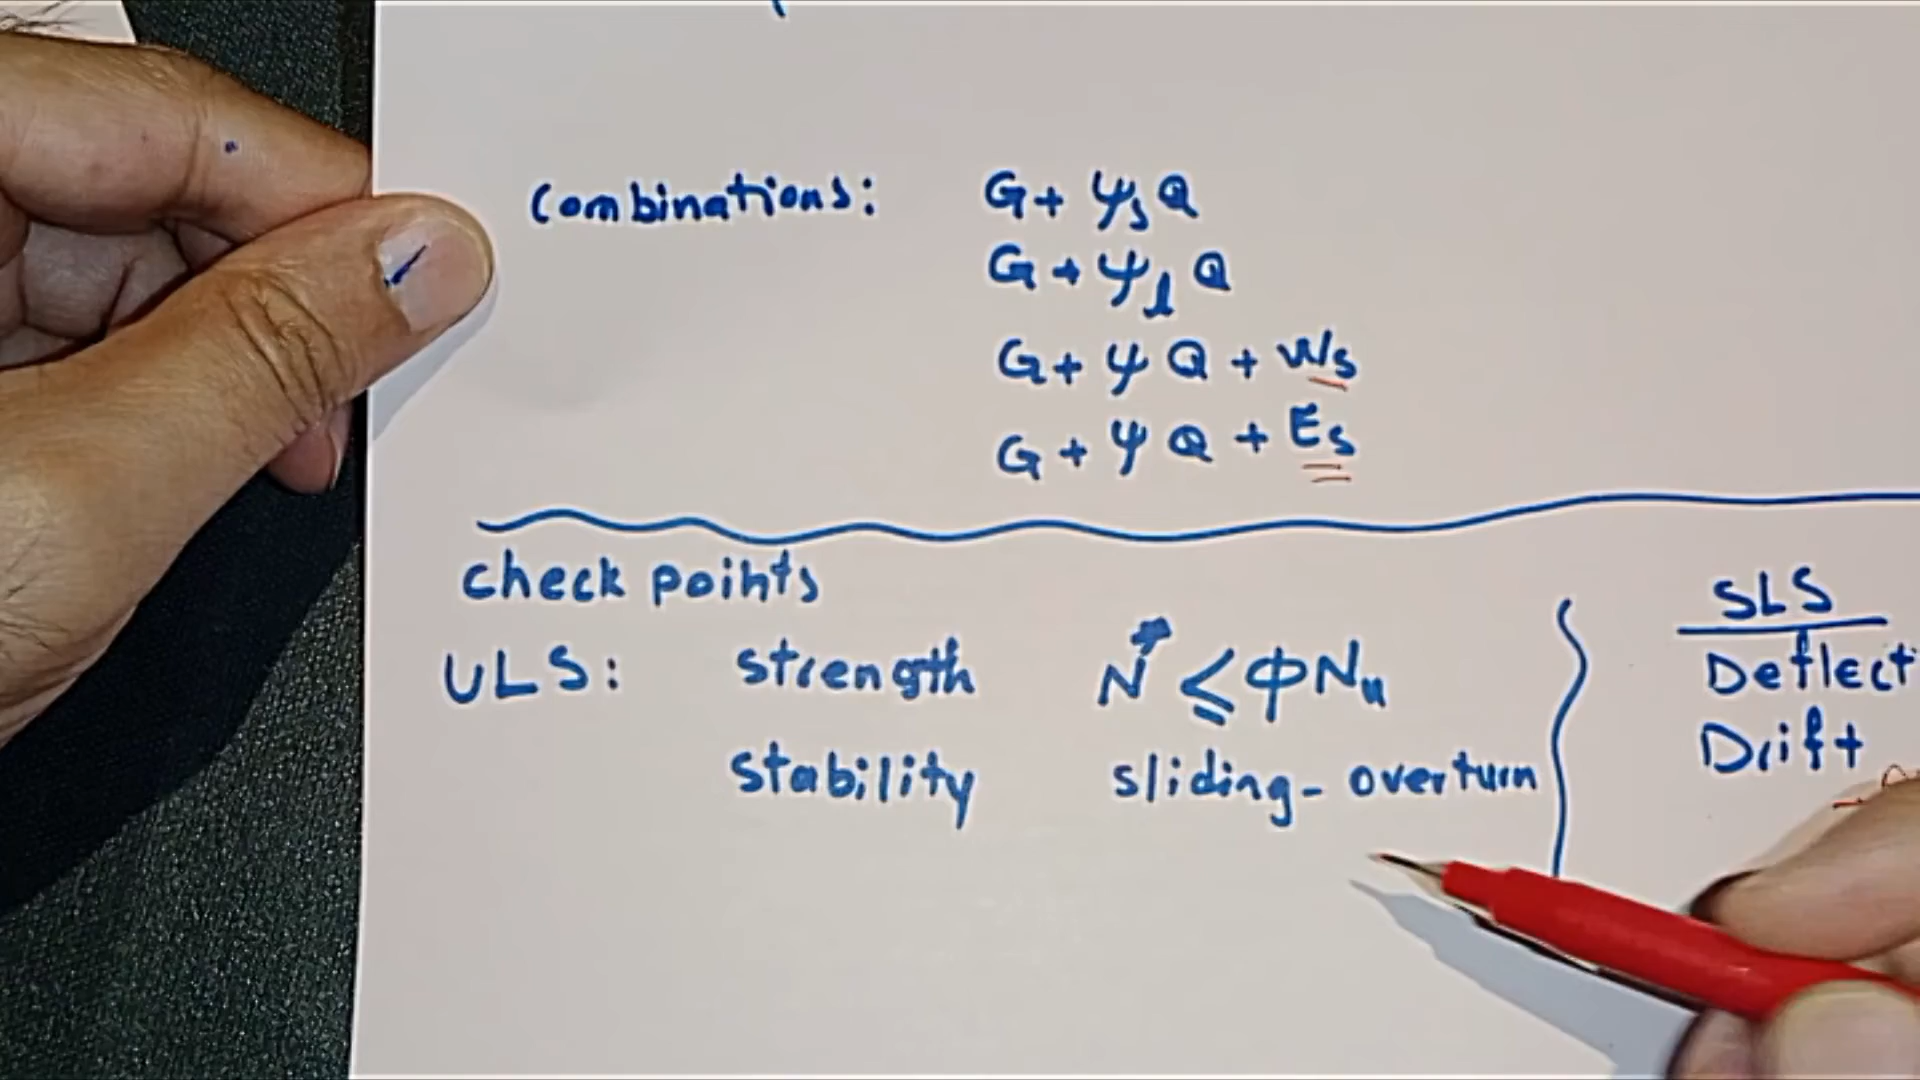 Combinations: G + ψs Q
G + ψl Q
G + ψ Q + Ws
G + ψ Q + Es
check points
ULS: strength N* ≤ φNu
stability sliding - overturn
SLS
Deflect
Drift